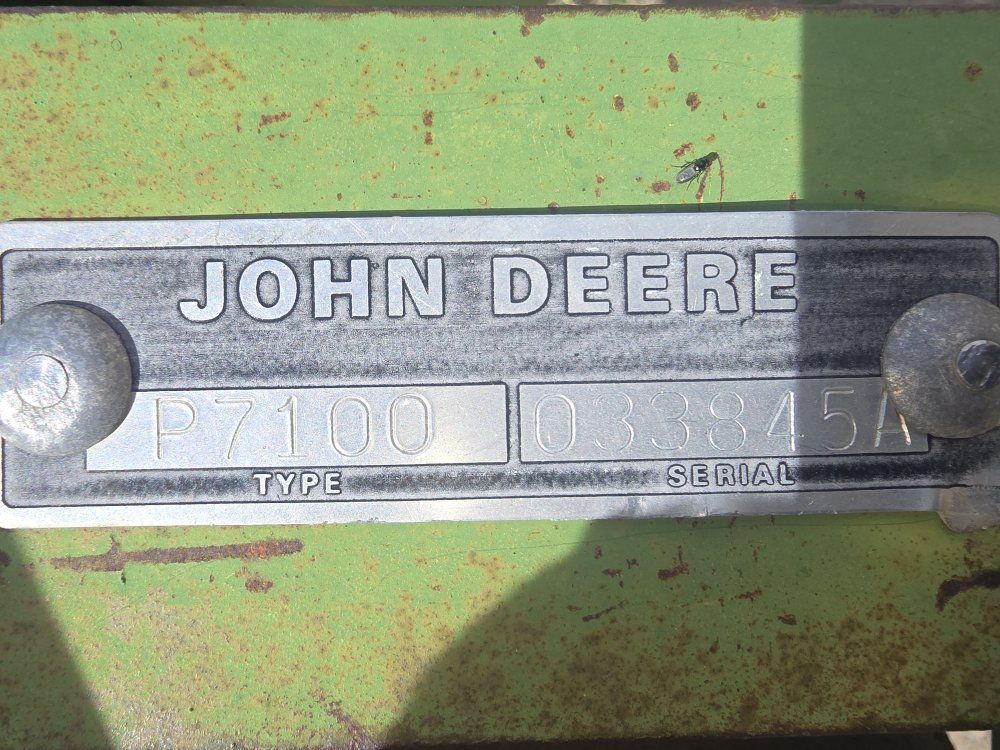 JOHN DEERE
P7100 033845A
TYPE SERIAL